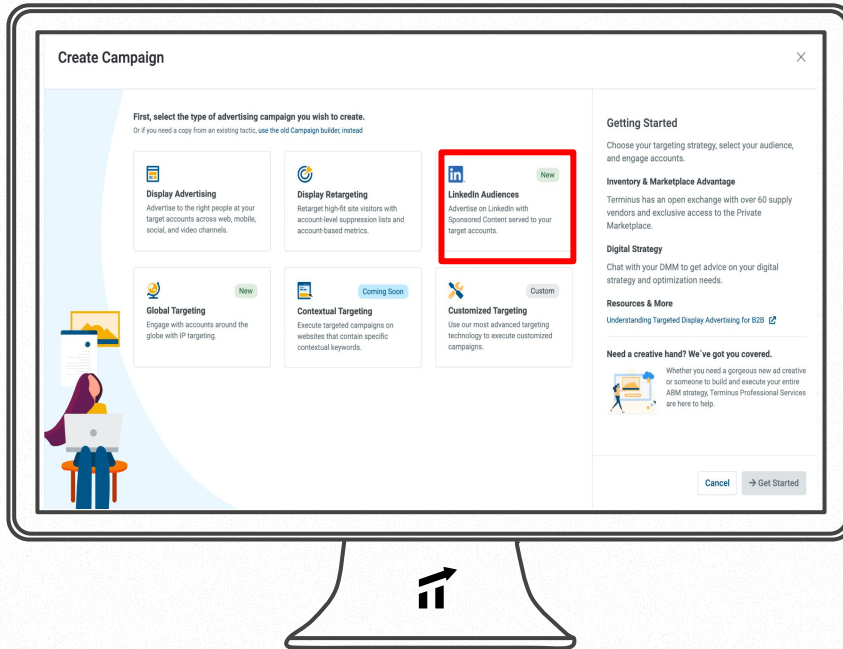 Create Campaign
First, select the type of advertising campaign you wish to create.
Or if you need a copy from an existing tactic, use the old Campaign builder, instead
Display Advertising
Advertise to the right people at your
target accounts across web, mobile,
social, and video channels.
Display Retargeting
Retarget high-fit site visitors with
account-level suppression lists and
account-based metrics.
in
New
LinkedIn Audiences
Advertise on LinkedIn with
Sponsored Content served to your
target accounts.
New
Global Targeting
Engage with accounts around the
globe with IP targeting.
Coming Soon
Contextual Targeting
Execute targeted campaigns on
websites that contain specific
contextual keywords.
Custom
Customized Targeting
Use our most advanced targeting
technology to execute customized
campaigns.
Getting Started
Choose your targeting strategy, select your audience,
and engage accounts.
Inventory & Marketplace Advantage
Terminus has an open exchange with over 60 supply
vendors and exclusive access to the Private
Marketplace.
Digital Strategy
Chat with your DMM to get advice on your digital
strategy and optimization needs.
Resources & More
Understanding Targeted Display Advertising for B2B
Need a creative hand? We`ve got you covered.
Whether you need a gorgeous new ad creative
or someone to build and execute your entire
ABM strategy, Terminus Professional Services
are here to help.
Cancel
→ Get Started